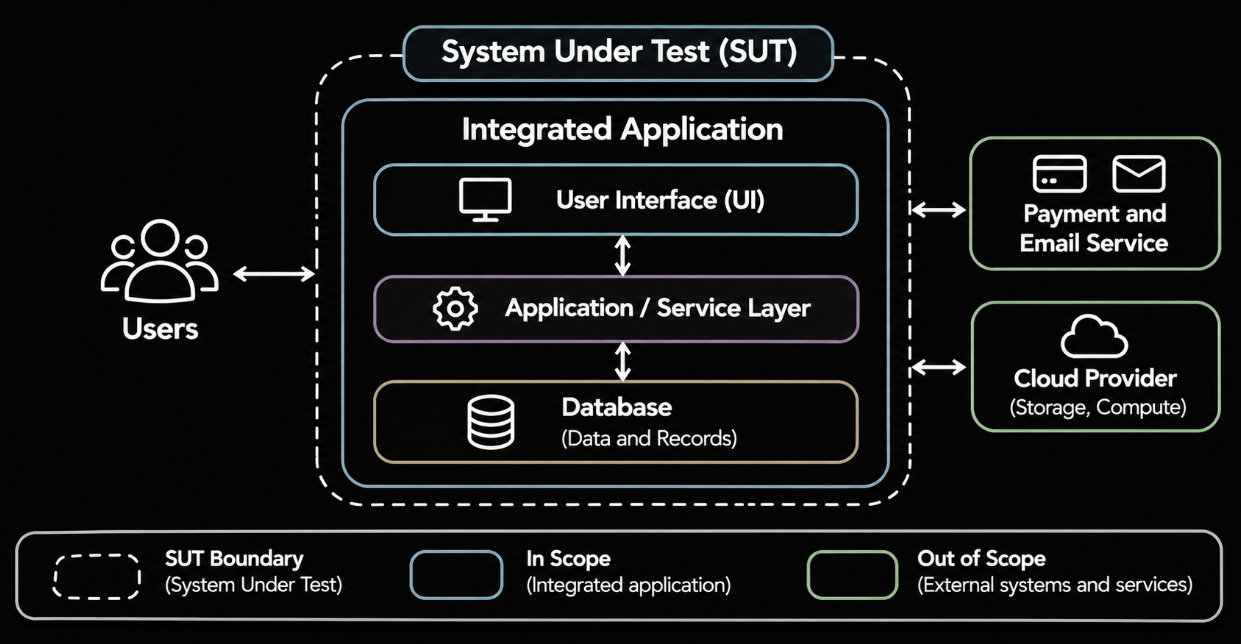 System Under Test (SUT)
Integrated Application
User Interface (UI)
Application / Service Layer
Database
(Data and Records)
Users
Payment and
Email Service
Cloud Provider
(Storage, Compute)
SUT Boundary
(System Under Test)
In Scope
(Integrated application)
Out of Scope
(External systems and services)